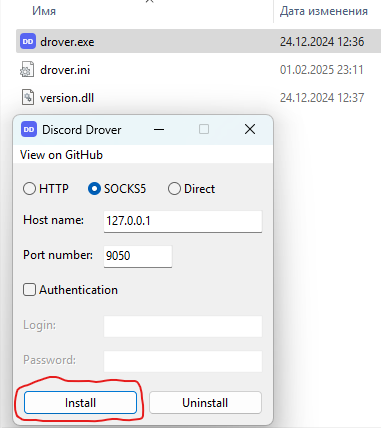 Имя
Дата изменения
DD drover.exe 24.12.2024 12:36
drover.ini 01.02.2025 23:11
version.dll 24.12.2024 12:37
DD Discord Drover
View on GitHub
HTTP SOCKS5 Direct
Host name: 127.0.0.1
Port number: 9050
Authentication
Login:
Password:
Install Uninstall